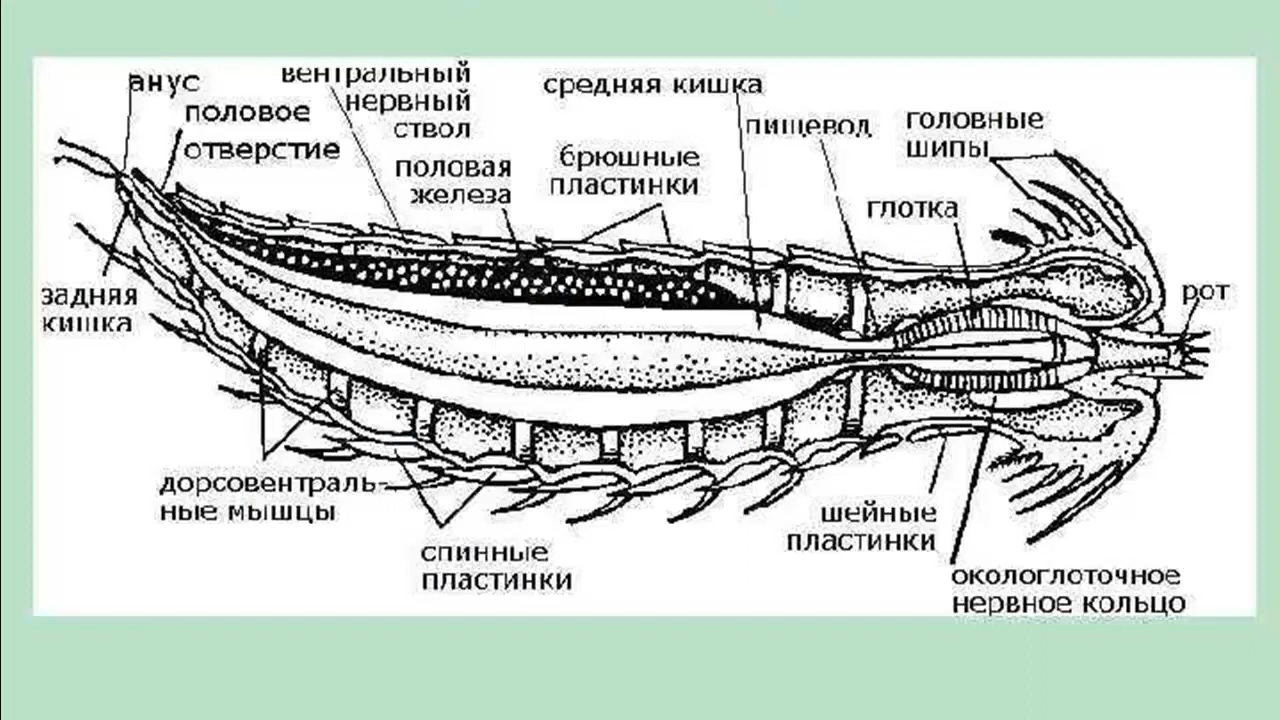 анус
половое
отверстие
вентральный
нервный
ствол
половая
железа
средняя кишка
брюшные
пластинки
пищевод
головные
шипы
глотка
рот
задняя
кишка
дорсовентраль-
ные мышцы
спинные
пластинки
шейные
пластинки
окологлоточное
нервное кольцо